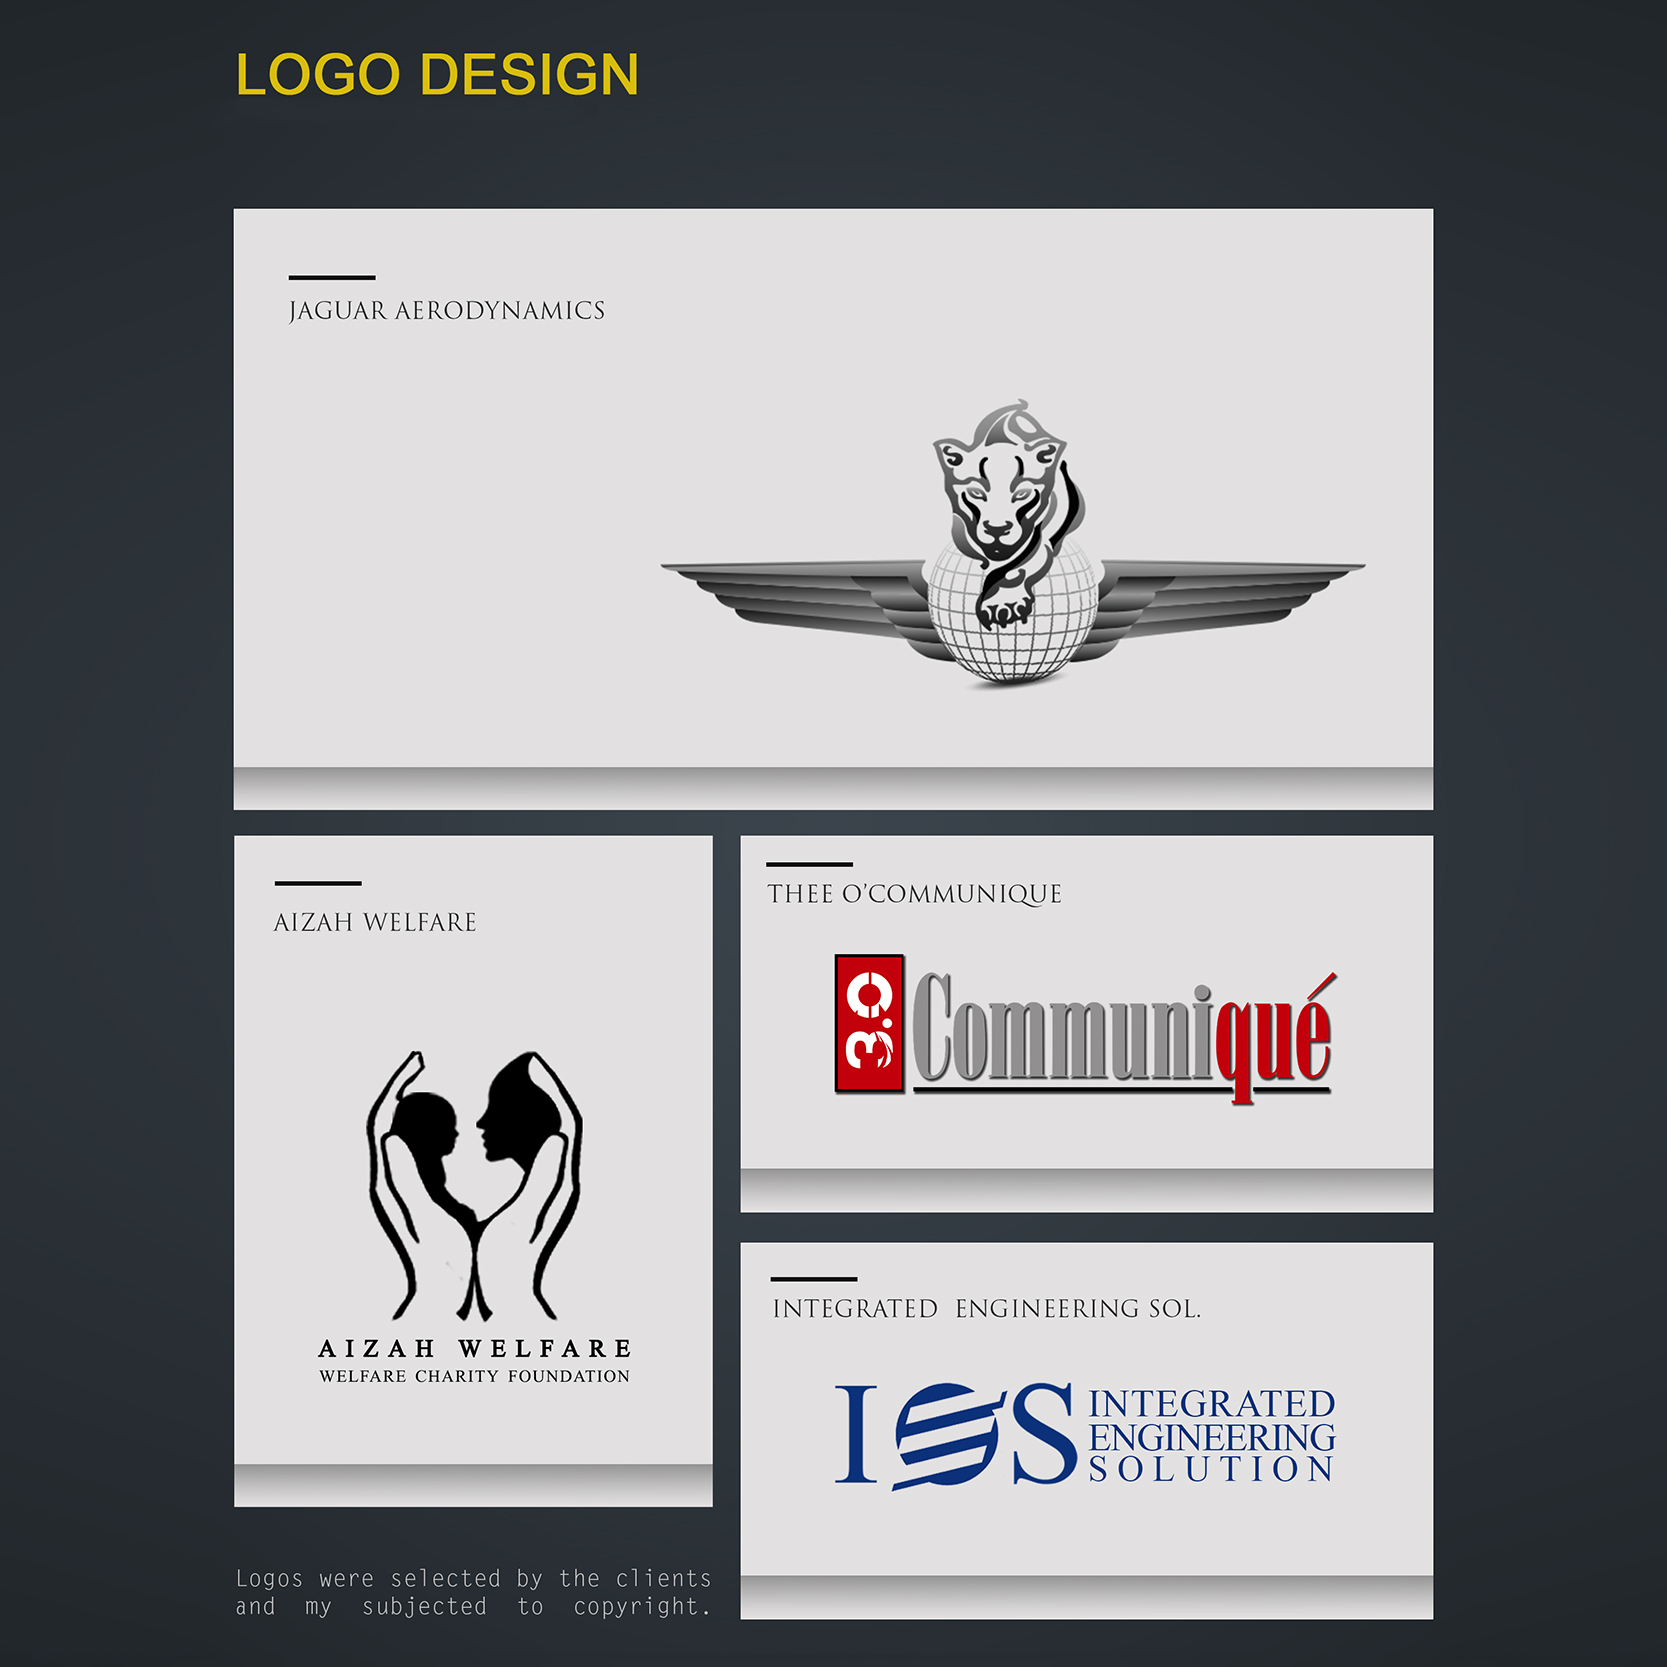 LOGO DESIGN
JAGUAR AERODYNAMICS
AIZAH WELFARE
AIZAH WELFARE
WELFARE CHARITY FOUNDATION
THEE O'COMMUNIQUE
3.O
Communiqué
INTEGRATED ENGINEERING SOL.
IES
INTEGRATED
ENGINEERING
SOLUTION
Logos were selected by the clients
and my subjected to copyright.